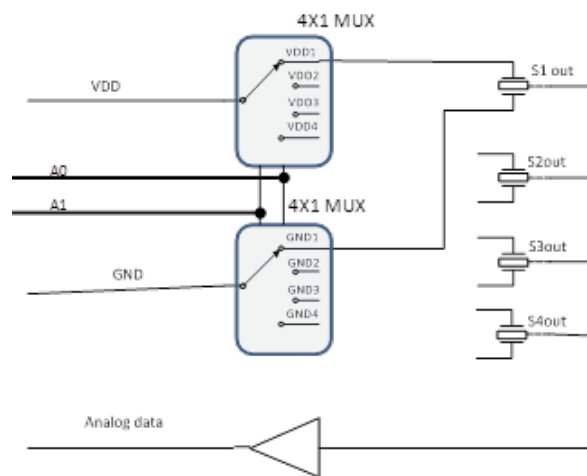 4X1 MUX
VDD1
VDD2
VDD3
VDD4
VDD
S1 out
A0
A1
S2out
4X1 MUX
GND1
GND2
GND3
GND4
GND
S3out
S4out
Analog data